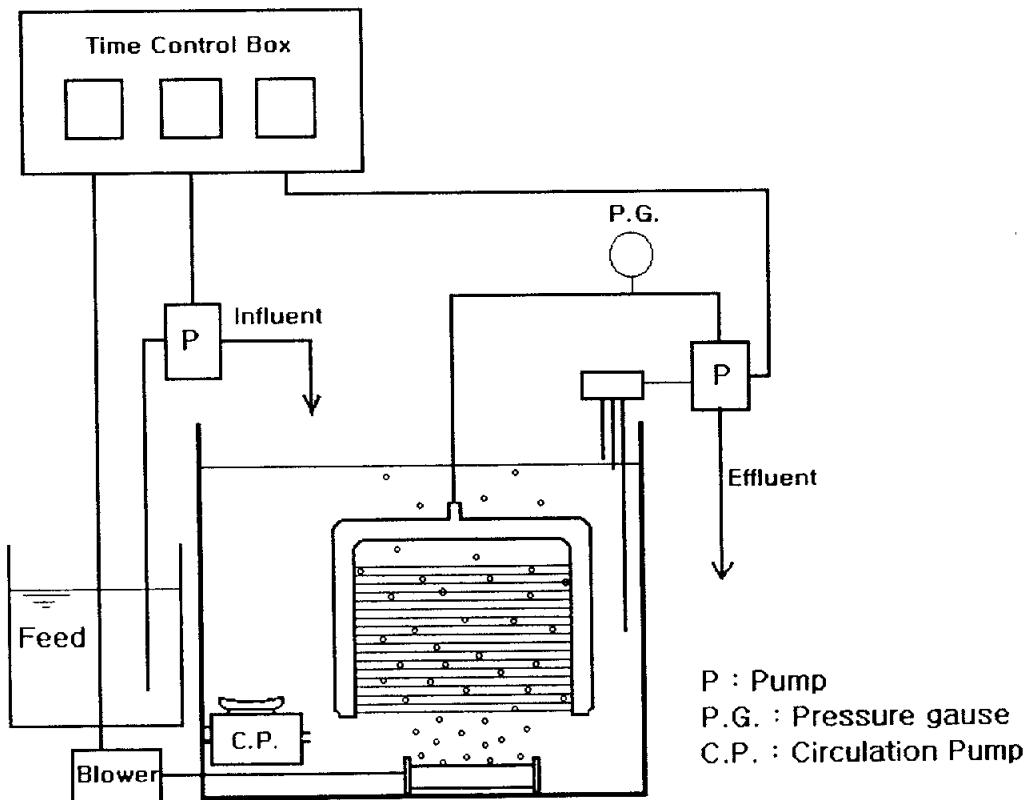 Time Control Box
P.G.
Influent
P
P
Effluent
Feed
C.P.
Blower
P : Pump
P.G. : Pressure gause
C.P. : Circulation Pump